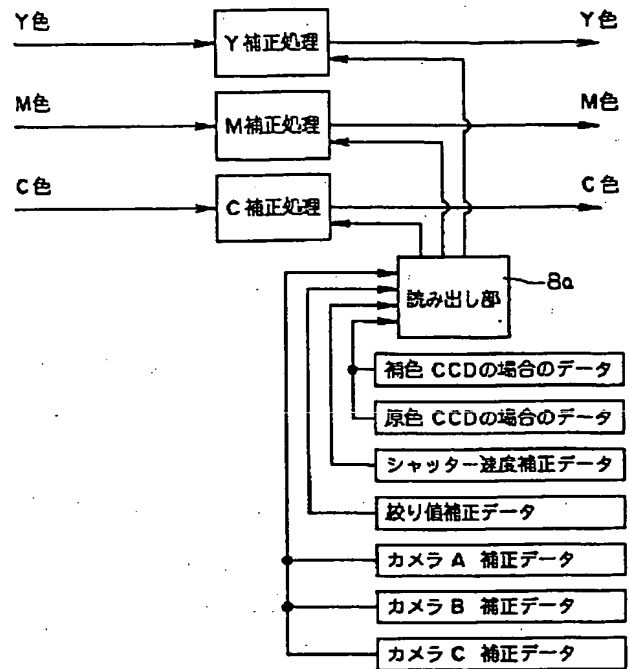 Y色
Y補正処理
Y色
M色
M補正処理
M色
C色
C補正処理
C色
読み出し部
8a
補色CCDの場合のデータ
原色CCDの場合のデータ
シャッター速度補正データ
絞り値補正データ
カメラA 補正データ
カメラB 補正データ
カメラC 補正データ